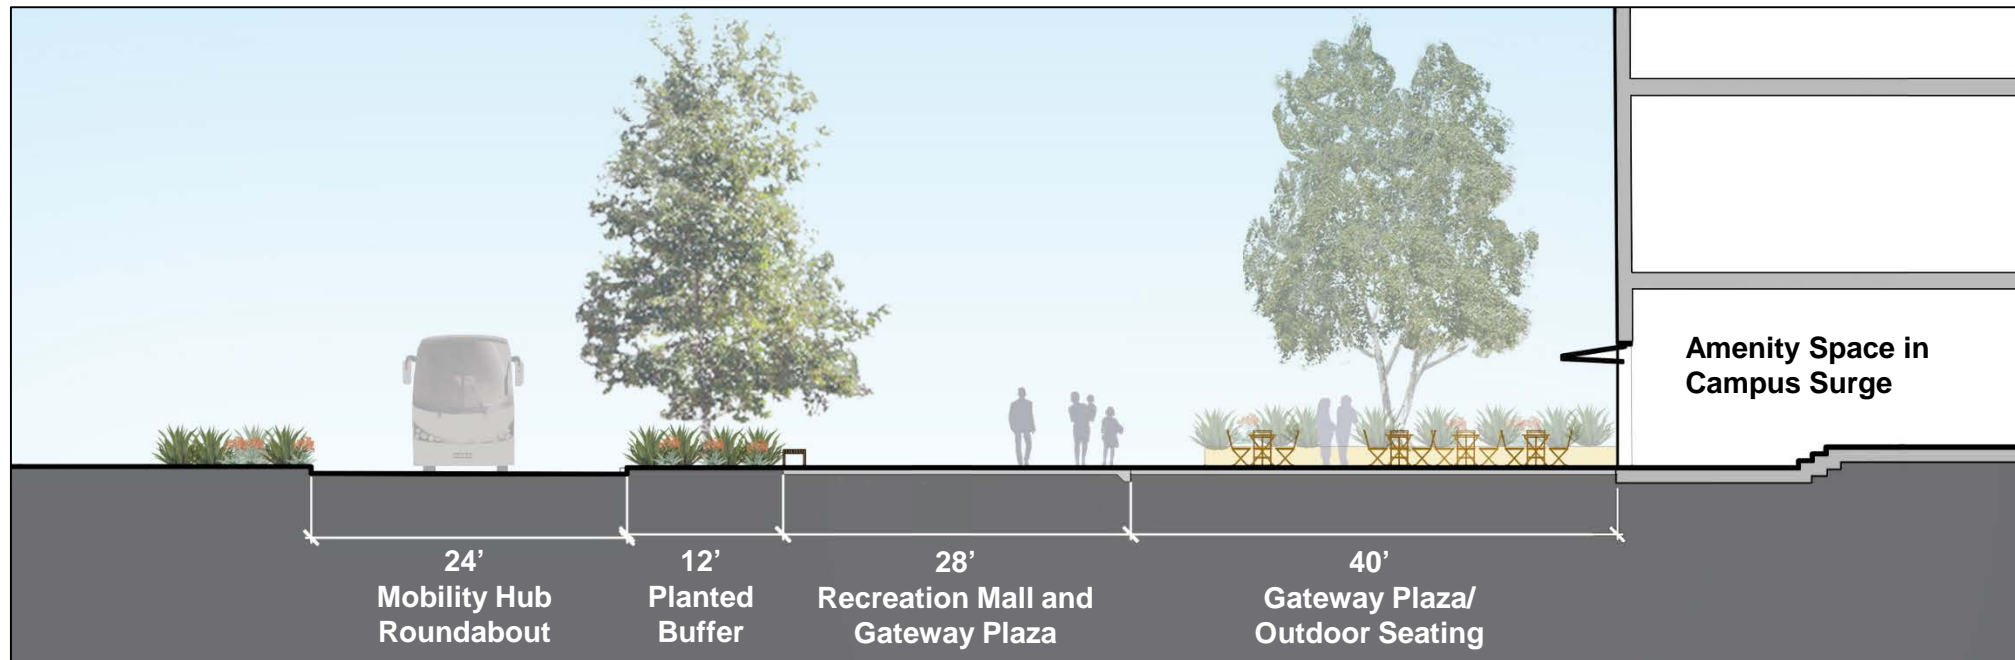 Amenity Space in
Campus Surge
24’
Mobility Hub
Roundabout
12’
Planted
Buffer
28’
Recreation Mall and
Gateway Plaza
40’
Gateway Plaza/
Outdoor Seating